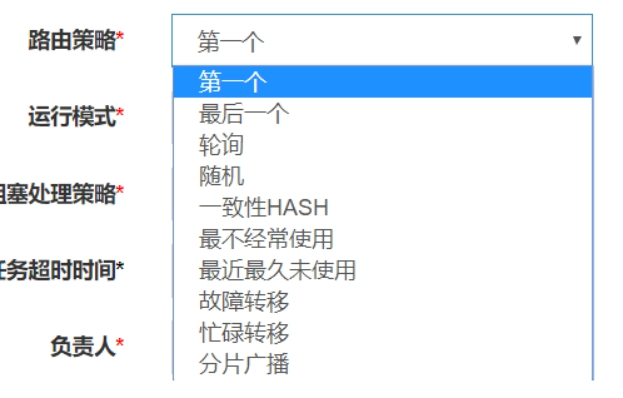 路由策略* 第一个
第一个
运行模式* 最后一个
轮询
随机
阻塞处理策略*
一致性HASH
最不经常使用
任务超时时间* 最近最久未使用
故障转移
忙碌转移
负责人*
分片广播